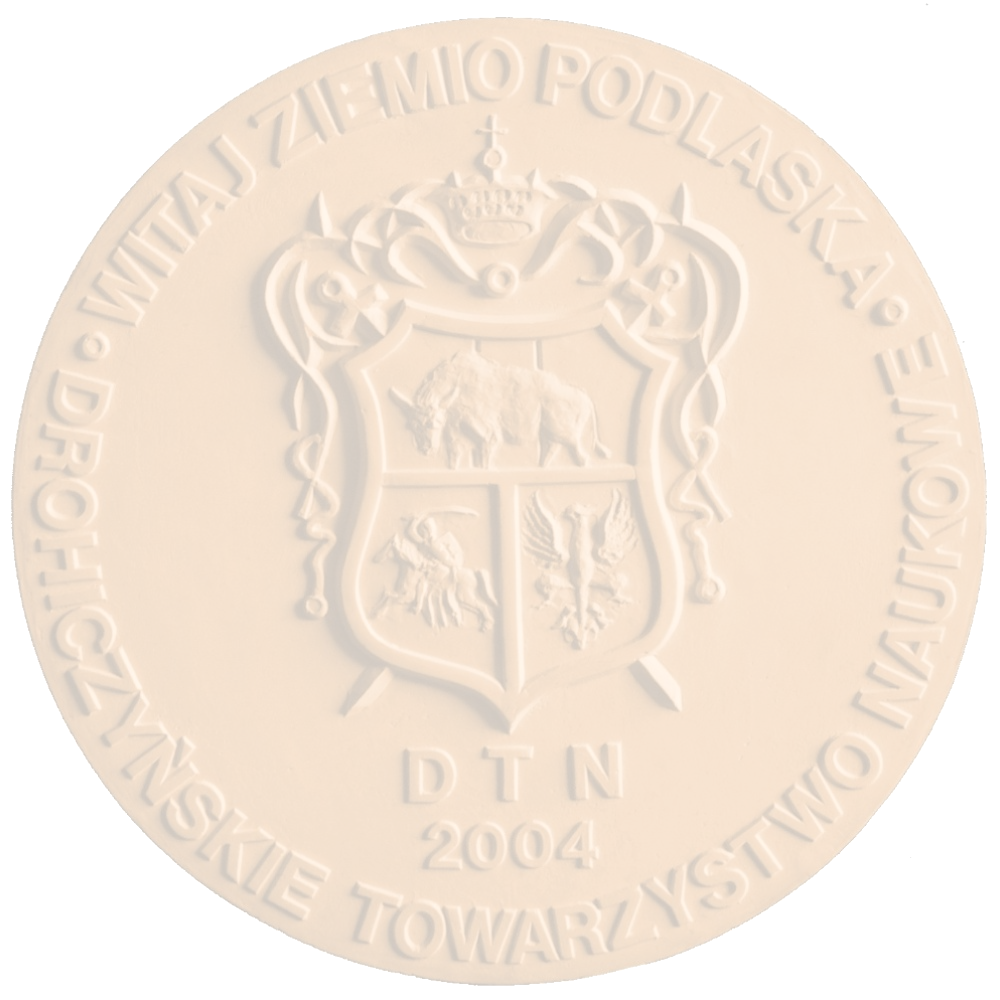 • WITAJ ZIEMIO PODLASKA •
DROHICZYŃSKIE TOWARZYSTWO NAUKOWE
D T N
2004